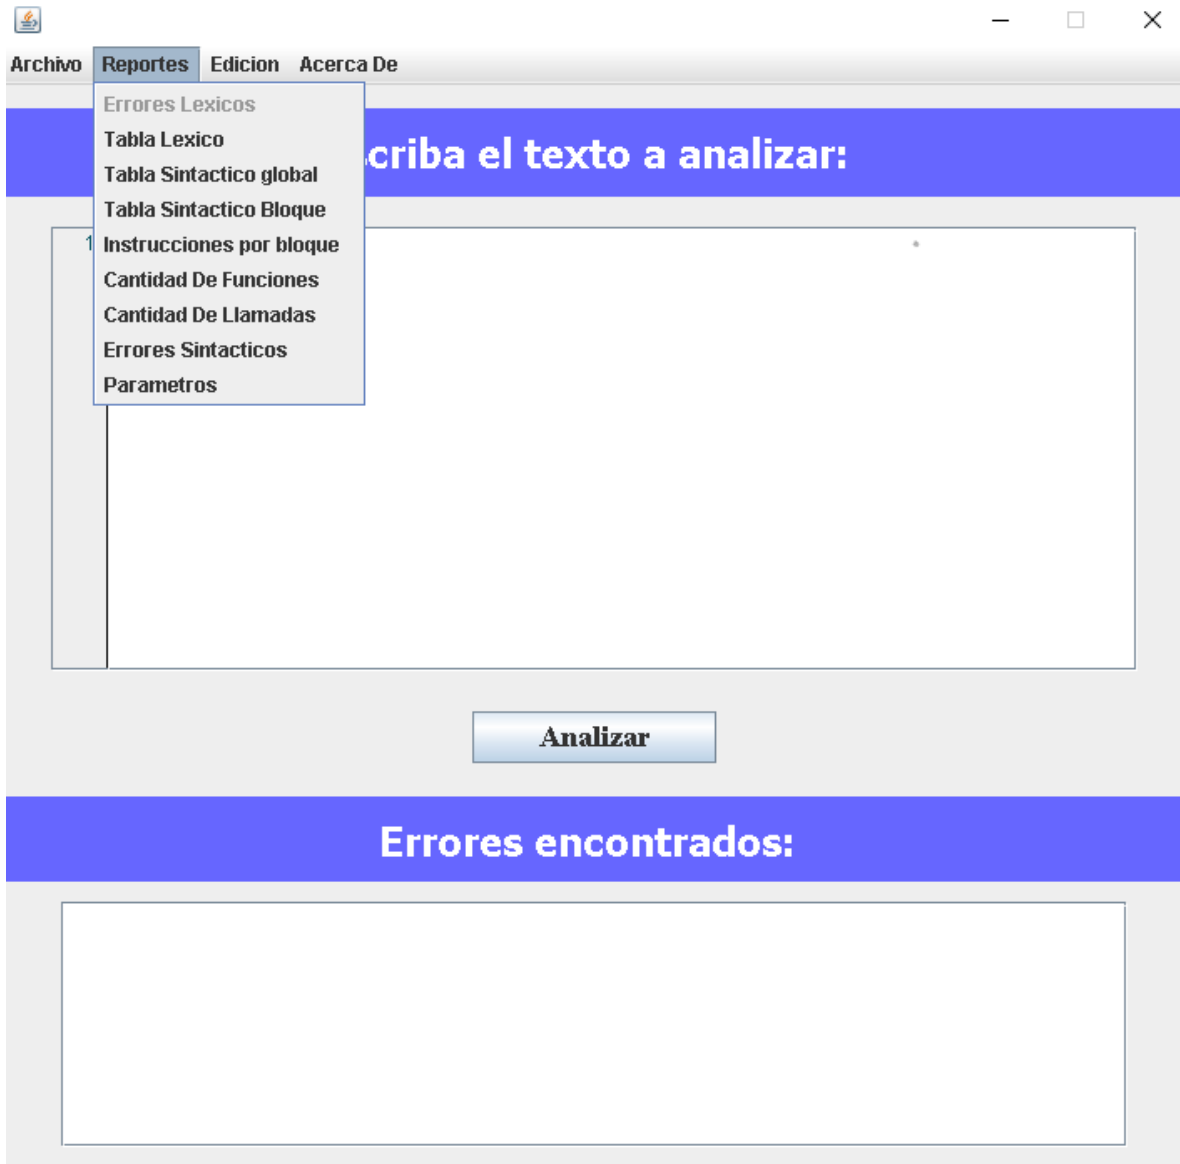 Archivo Reportes Edicion Acerca De
Errores Lexicos
Tabla Lexico
criba el texto a analizar:
Tabla Sintactico global
Tabla Sintactico Bloque
1
Instrucciones por bloque
Cantidad De Funciones
Cantidad De Llamadas
Errores Sintacticos
Parametros
Analizar
Errores encontrados: